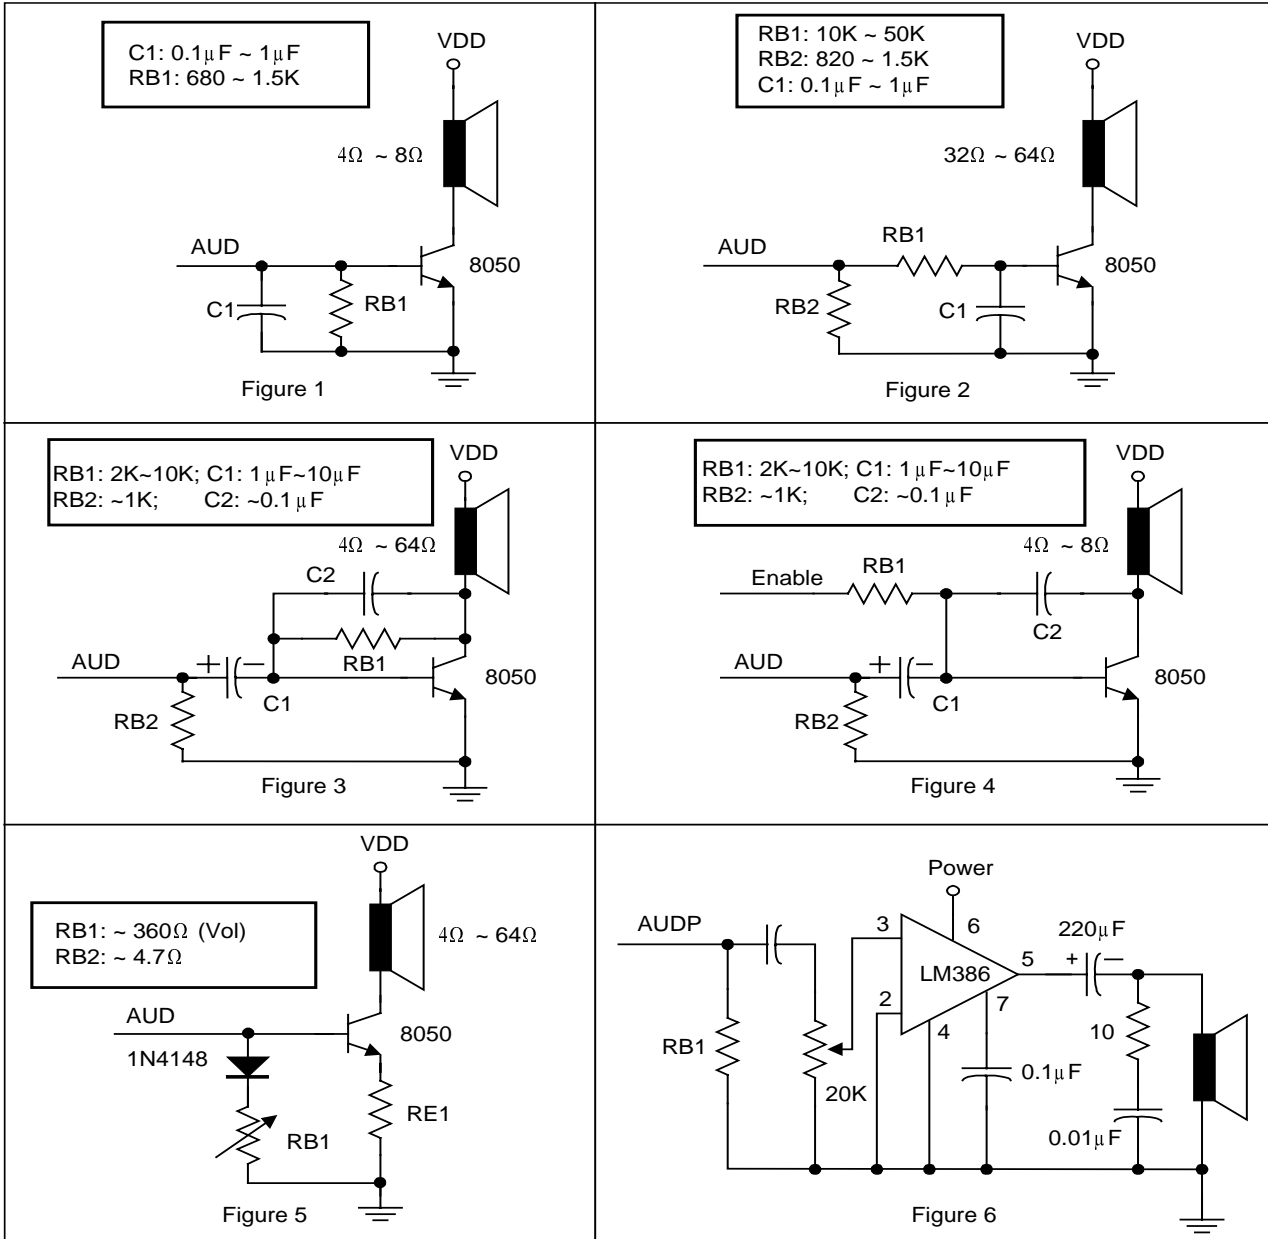 C1: 0.1μF ~ 1μF
RB1: 680 ~ 1.5K
VDD
4Ω ~ 8Ω
AUD
8050
C1
RB1
Figure 1
RB1: 10K ~ 50K
RB2: 820 ~ 1.5K
C1: 0.1μF ~ 1μF
VDD
32Ω ~ 64Ω
RB1
AUD
8050
RB2
C1
Figure 2
RB1: 2K~10K; C1: 1μF~10μF
RB2: ~1K; C2: ~0.1μF
VDD
4Ω ~ 64Ω
C2
RB1
AUD
+
−
8050
C1
RB2
Figure 3
RB1: 2K~10K; C1: 1μF~10μF
RB2: ~1K; C2: ~0.1μF
VDD
4Ω ~ 8Ω
RB1
Enable
C2
AUD
+
−
8050
C1
RB2
Figure 4
VDD
RB1: ~ 360Ω (Vol)
RB2: ~ 4.7Ω
4Ω ~ 64Ω
AUD
8050
1N4148
RE1
RB1
Figure 5
Power
AUDP
3
6
220μF
5
+
−
LM386
2
7
4
10
RB1
0.1μF
20K
0.01μF
Figure 6